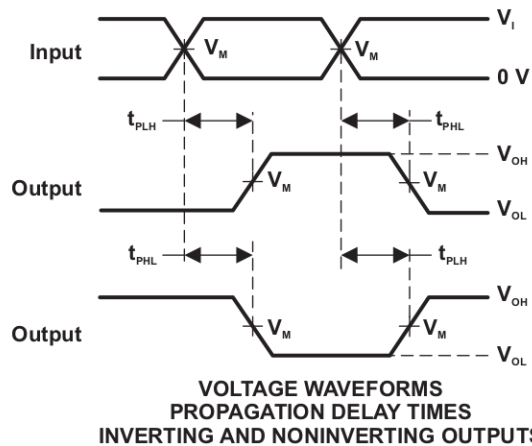 V_I
Input V_M V_M
0 V
t_PLH t_PHL
V_OH
Output V_M V_M
V_OL
t_PHL t_PLH
V_OH
Output V_M V_M
V_OL
VOLTAGE WAVEFORMS
PROPAGATION DELAY TIMES
INVERTING AND NONINVERTING OUTPUTS